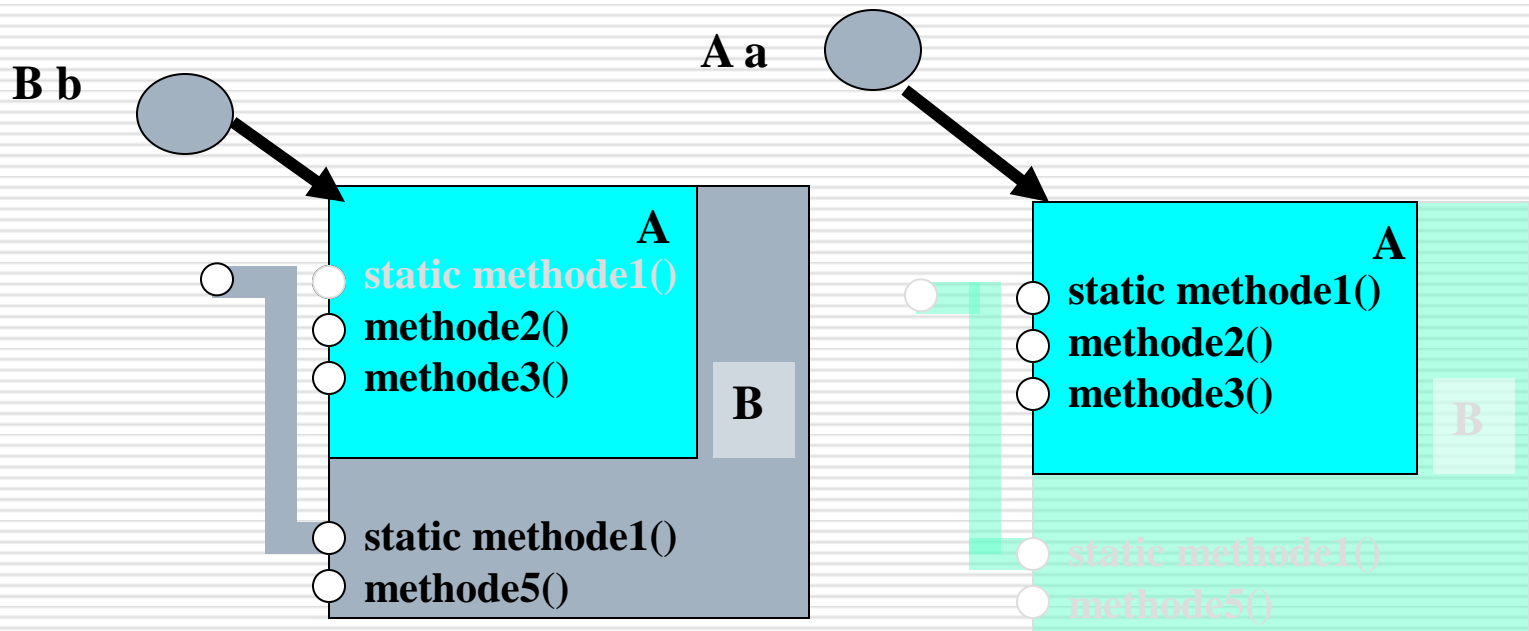 B b
A
static methode1()
methode2()
methode3()
B
static methode1()
methode5()
A a
A
static methode1()
methode2()
methode3()
B
static methode1()
methode5()